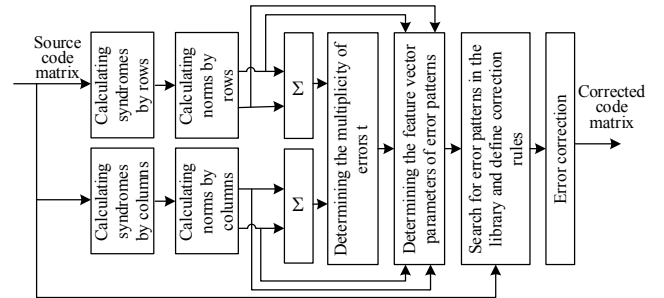 Source
code
matrix
Calculating
syndromes
by rows
Calculating
norms by
rows
Σ
Calculating
syndromes
by columns
Calculating
norms by
columns
Σ
Determining the multiplicity of
errors t
Determining the feature vector
parameters of error patterns
Search for error patterns in the
library and define correction
rules
Error correction
Corrected
code
matrix